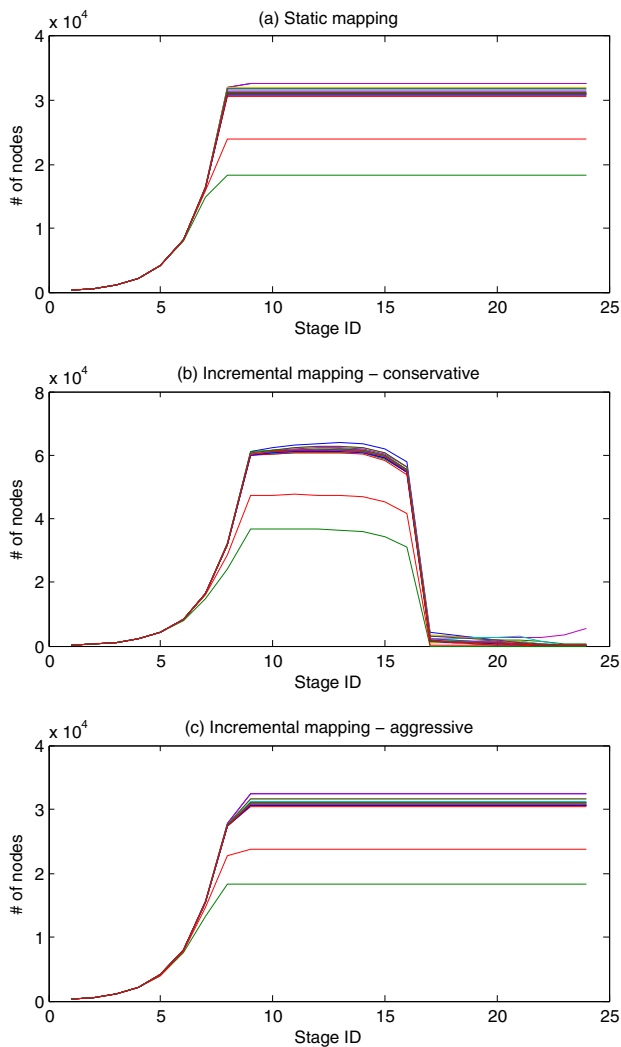 (a) Static mapping
x 10^4
4
3
2
1
0
# of nodes
0 5 10 15 20 25
Stage ID
(b) Incremental mapping – conservative
x 10^4
8
6
4
2
0
# of nodes
0 5 10 15 20 25
Stage ID
(c) Incremental mapping – aggressive
x 10^4
4
3
2
1
0
# of nodes
0 5 10 15 20 25
Stage ID